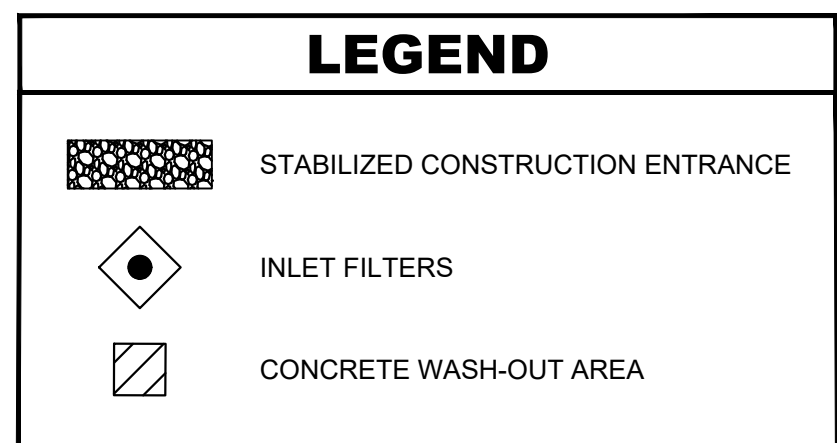 LEGEND
STABILIZED CONSTRUCTION ENTRANCE
INLET FILTERS
CONCRETE WASH-OUT AREA